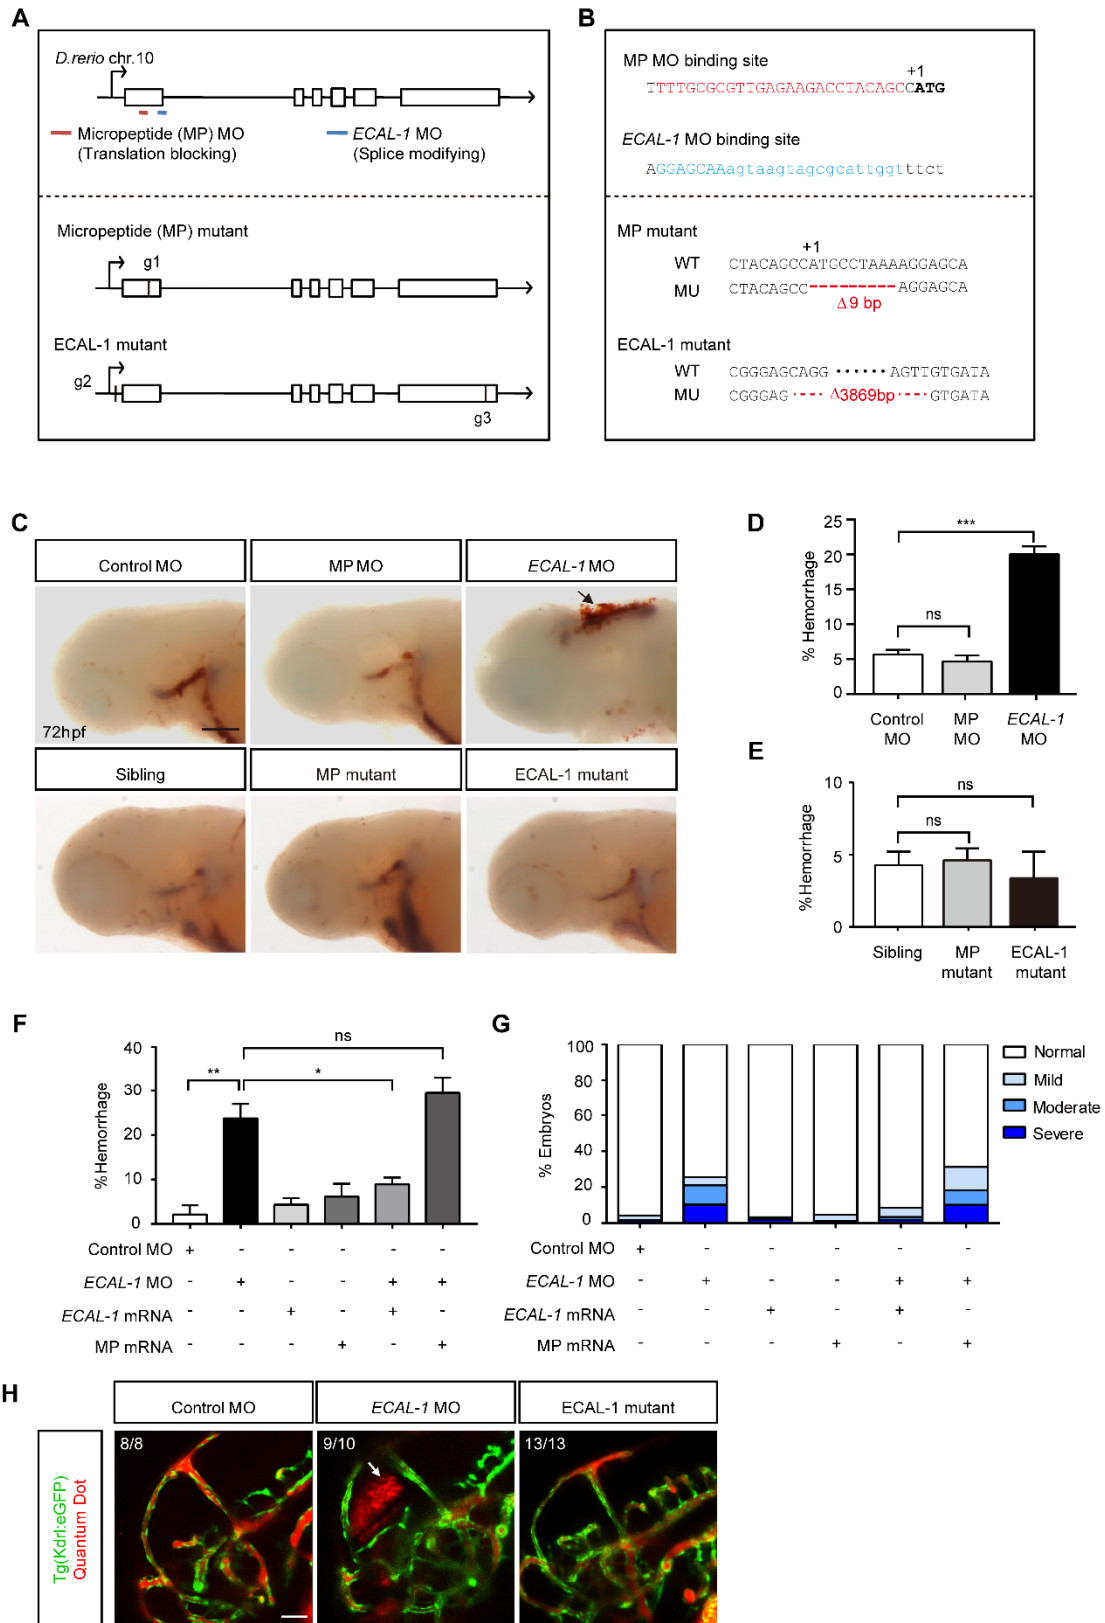 A
D.rerio chr.10
Micropeptide (MP) MO
(Translation blocking)
ECAL-1 MO
(Splice modifying)
Micropeptide (MP) mutant
g1
ECAL-1 mutant
g2
g3
B
MP MO binding site
+1
TTTTGCGCGTTGAGAAGACCTACAGCCATG
ECAL-1 MO binding site
AGGAGCAAagtaagtagcgcattggtttct
MP mutant
+1
WT CTACAGCCATGCCTAAAAGGAGCA
MU CTACAGCC---------AGGAGCA
Δ9 bp
ECAL-1 mutant
WT CGGGAGCAGG ······ AGTTGTGATA
MU CGGGAG ---- Δ3869bp ---- GTGATA
C
Control MO MP MO ECAL-1 MO
72hpf
Sibling MP mutant ECAL-1 mutant
D
% Hemorrhage
25
20
15
10
5
0
***
ns
Control MO
MP MO
ECAL-1 MO
E
% Hemorrhage
10
5
0
ns
ns
Sibling
MP mutant
ECAL-1 mutant
F
% Hemorrhage
40
30
20
10
0
ns
**
*
Control MO + - - - - -
ECAL-1 MO - + - - + +
ECAL-1 mRNA - - + - + -
MP mRNA - - - + - +
G
% Embryos
100
80
60
40
20
0
Normal
Mild
Moderate
Severe
Control MO + - - - - -
ECAL-1 MO - + - - + +
ECAL-1 mRNA - - + - + -
MP mRNA - - - + - +
H
Control MO ECAL-1 MO ECAL-1 mutant
Tg(Kdrl:eGFP)
Quantum Dot
8/8
9/10
13/13